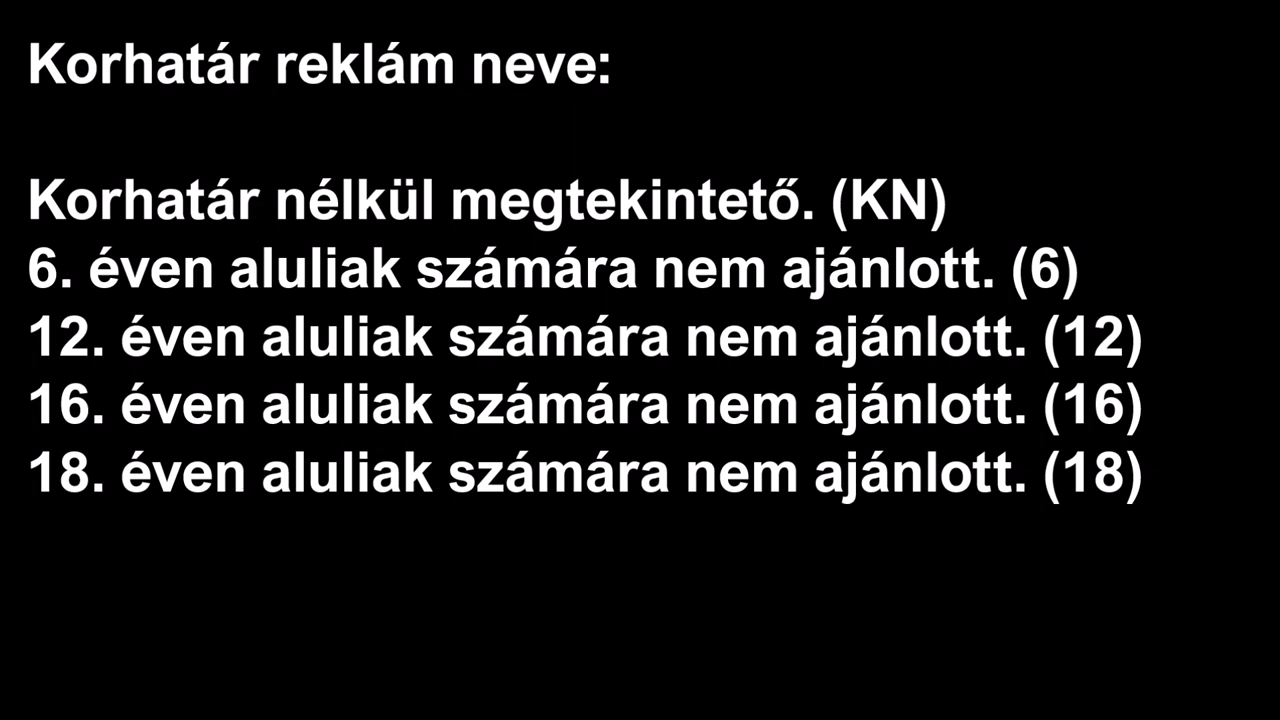 Korhatár reklám neve:
Korhatár nélkül megtekintető. (KN)
6. éven aluliak számára nem ajánlott. (6)
12. éven aluliak számára nem ajánlott. (12)
16. éven aluliak számára nem ajánlott. (16)
18. éven aluliak számára nem ajánlott. (18)